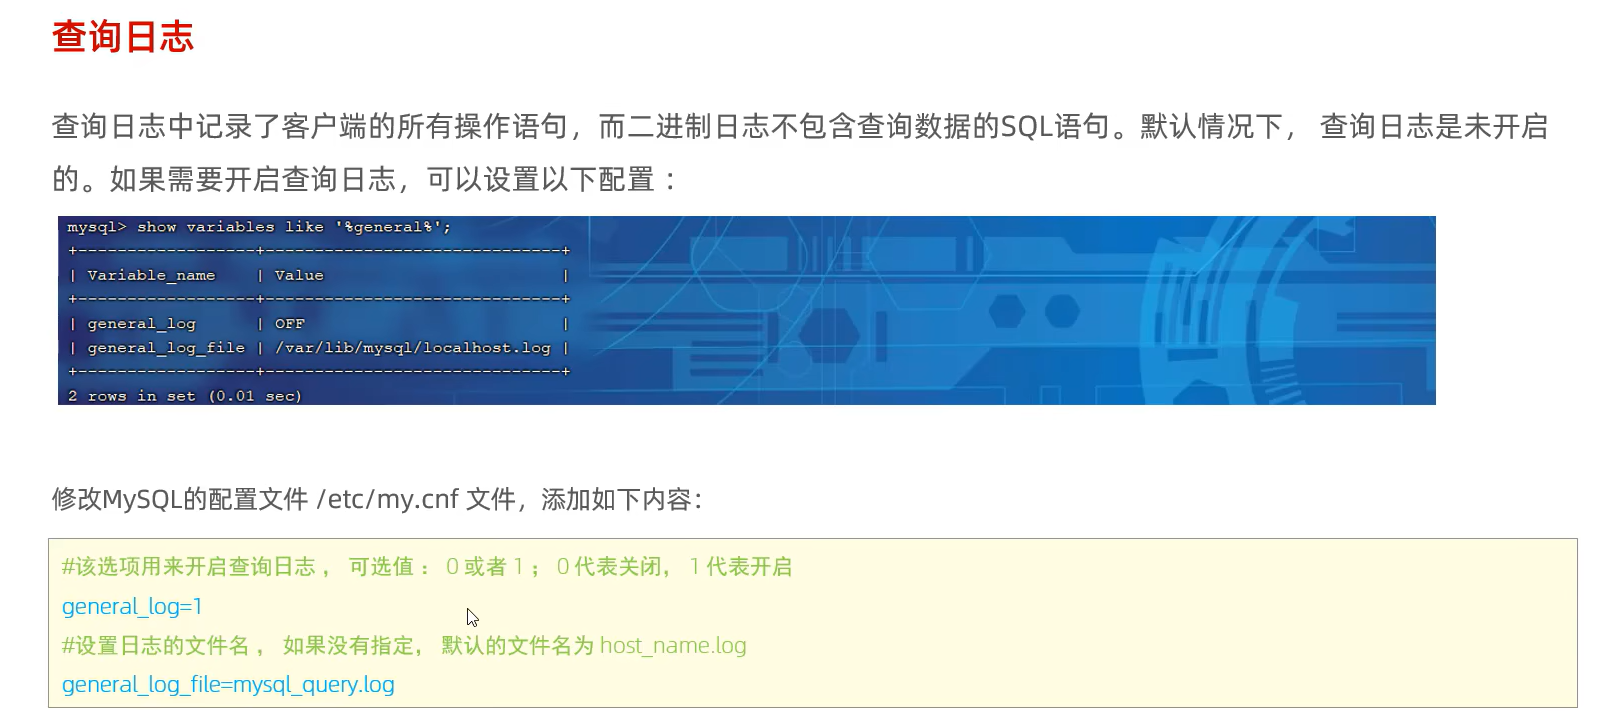 查询日志
查询日志中记录了客户端的所有操作语句，而二进制日志不包含查询数据的SQL语句。默认情况下， 查询日志是未开启
的。如果需要开启查询日志，可以设置以下配置 ：
mysql> show variables like '%general%';
+------------------+------------------------------+
| Variable_name    | Value                        |
+------------------+------------------------------+
| general_log      | OFF                          |
| general_log_file | /var/lib/mysql/localhost.log |
+------------------+------------------------------+
2 rows in set (0.01 sec)
修改MySQL的配置文件 /etc/my.cnf 文件，添加如下内容：
#该选项用来开启查询日志 ， 可选值 ： 0 或者 1 ； 0 代表关闭， 1 代表开启
general_log=1
#设置日志的文件名 ， 如果没有指定， 默认的文件名为 host_name.log
general_log_file=mysql_query.log